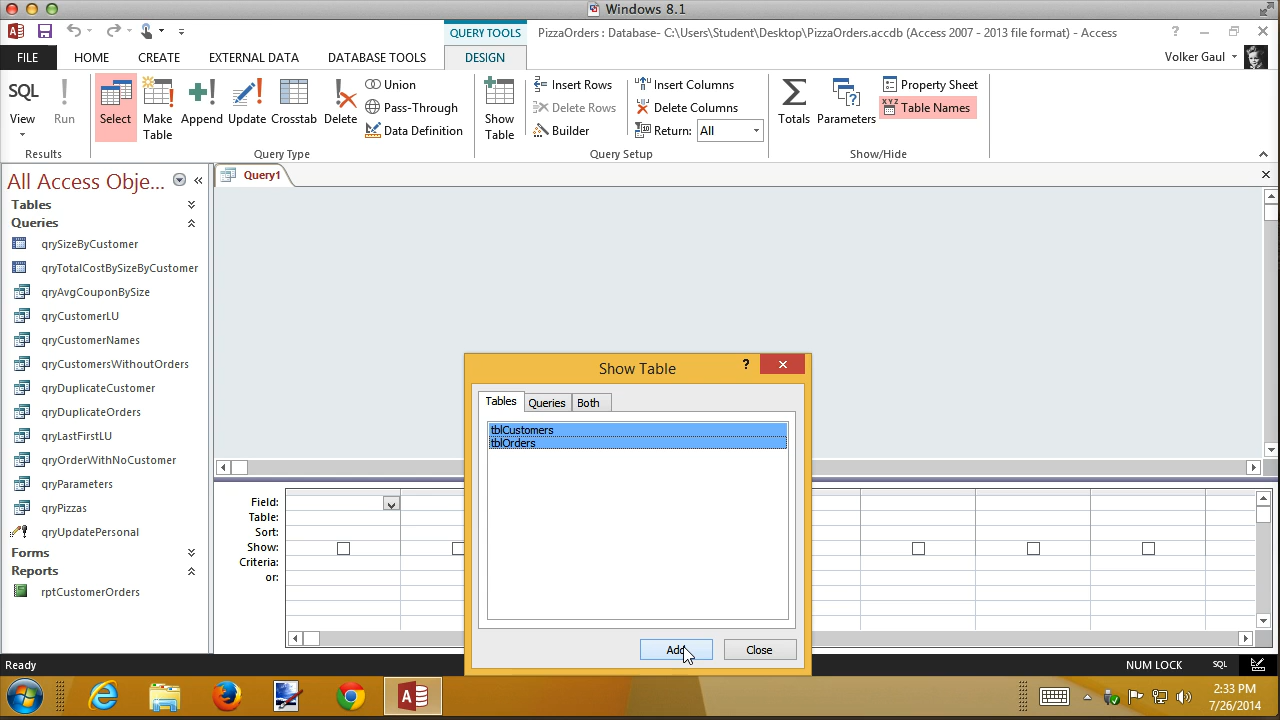 Windows 8.1
QUERY TOOLS
PizzaOrders : Database- C:\Users\Student\Desktop\PizzaOrders.accdb (Access 2007 - 2013 file format) - Access
?
FILE
HOME
CREATE
EXTERNAL DATA
DATABASE TOOLS
DESIGN
Volker Gaul
SQL
View
Run
Select
Make Table
Append
Update
Crosstab
Delete
Union
Pass-Through
Data Definition
Show Table
Insert Rows
Delete Rows
Builder
Insert Columns
Delete Columns
Return: All
Totals
Parameters
Property Sheet
XYZ Table Names
Results
Query Type
Query Setup
Show/Hide
All Access Obje...
Tables
Queries
qrySizeByCustomer
qryTotalCostBySizeByCustomer
qryAvgCouponBySize
qryCustomerLU
qryCustomerNames
qryCustomersWithoutOrders
qryDuplicateCustomer
qryDuplicateOrders
qryLastFirstLU
qryOrderWithNoCustomer
qryParameters
qryPizzas
qryUpdatePersonal
Forms
Reports
rptCustomerOrders
Query1
Show Table
?
Tables
Queries
Both
tblCustomers
tblOrders
Add
Close
Field:
Table:
Sort:
Show:
Criteria:
or:
Ready
NUM LOCK
SQL
2:33 PM
7/26/2014